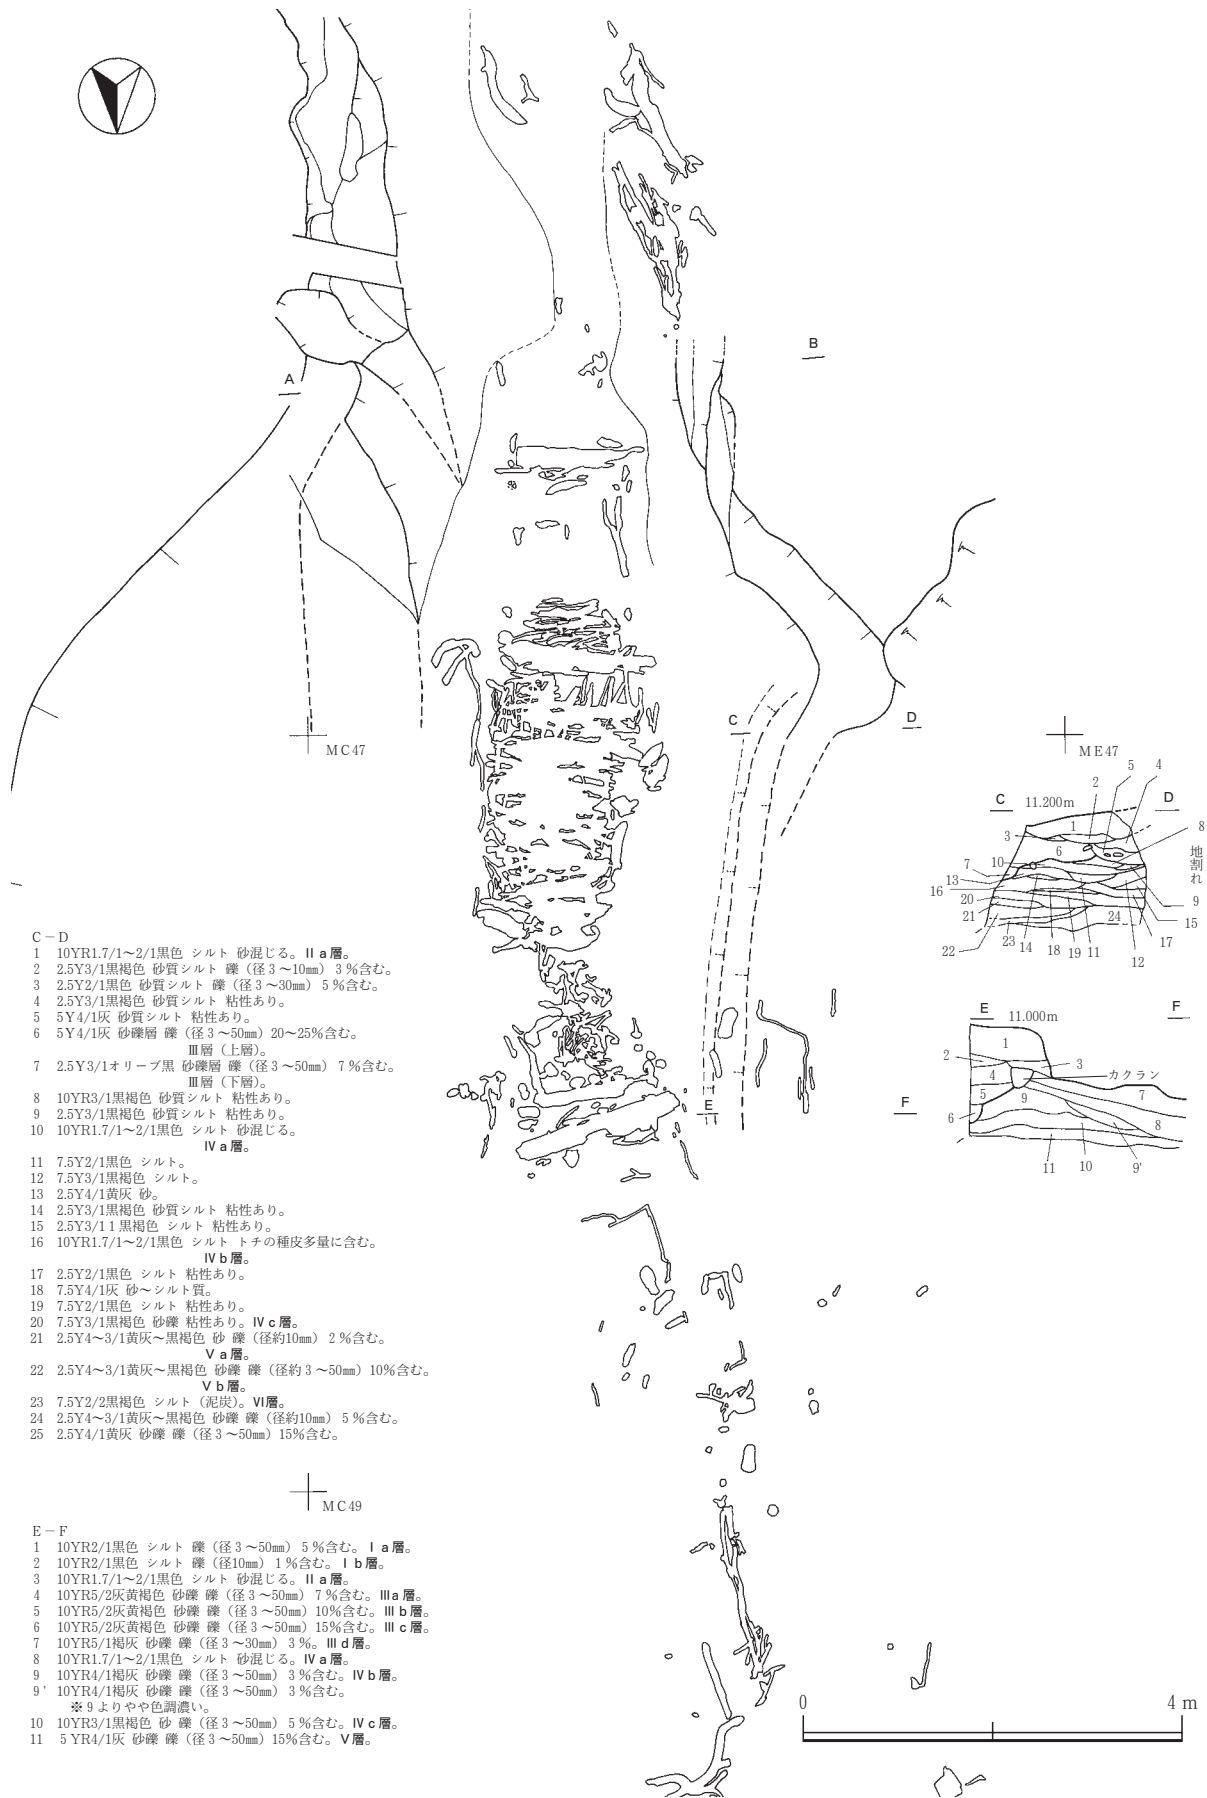 A
B
C
D
MC47
ME47
C
11.200m
D
1
2
3
4
5
6
7
8
9
10
11
12
13
14
15
16
17
18
19
20
21
22
23
24
地割れ
E
F
E
11.000m
F
1
2
3
4
5
6
7
8
9
9'
10
11
カクラン
C－D
1 10YR1.7/1～2/1黒色 シルト 砂混じる。Ⅱa層。
2 2.5Y3/1黒褐色 砂質シルト 礫（径3～10㎜）3％含む。
3 2.5Y2/1黒色 砂質シルト 礫（径3～30㎜）5％含む。
4 2.5Y3/1黒褐色 砂質シルト 粘性あり。
5 5Y4/1灰 砂質シルト 粘性あり。
6 5Y4/1灰 砂礫層 礫（径3～50㎜）20～25％含む。
Ⅲ層（上層）。
7 2.5Y3/1オリーブ黒 砂礫層 礫（径3～50㎜）7％含む。
Ⅲ層（下層）。
8 10YR3/1黒褐色 砂質シルト 粘性あり。
9 2.5Y3/1黒褐色 砂質シルト 粘性あり。
10 10YR1.7/1～2/1黒色 シルト 砂混じる。
Ⅳa層。
11 7.5Y2/1黒色 シルト。
12 7.5Y3/1黒褐色 シルト。
13 2.5Y4/1黄灰 砂。
14 2.5Y3/1黒褐色 砂質シルト 粘性あり。
15 2.5Y3/1１黒褐色 シルト 粘性あり。
16 10YR1.7/1～2/1黒色 シルト トチの種皮多量に含む。
Ⅳb層。
17 2.5Y2/1黒色 シルト 粘性あり。
18 7.5Y4/1灰 砂～シルト質。
19 7.5Y2/1黒色 シルト 粘性あり。
20 7.5Y3/1黒褐色 砂礫 粘性あり。Ⅳc層。
21 2.5Y4～3/1黄灰～黒褐色 砂 礫（径約10㎜）2％含む。
Ⅴa層。
22 2.5Y4～3/1黄灰～黒褐色 砂礫 礫（径約3～50㎜）10％含む。
Ⅴb層。
23 7.5Y2/2黒褐色 シルト（泥炭）。Ⅵ層。
24 2.5Y4～3/1黄灰～黒褐色 砂礫 礫（径約10㎜）5％含む。
25 2.5Y4/1黄灰 砂礫 礫（径3～50㎜）15％含む。
MC49
E－F
1 10YR2/1黒色 シルト 礫（径3～50㎜）5％含む。Ⅰa層。
2 10YR2/1黒色 シルト 礫（径10㎜）1％含む。Ⅰb層。
3 10YR1.7/1～2/1黒色 シルト 砂混じる。Ⅱa層。
4 10YR5/2灰黄褐色 砂礫 礫（径3～50㎜）7％含む。Ⅲa層。
5 10YR5/2灰黄褐色 砂礫 礫（径3～50㎜）10％含む。Ⅲb層。
6 10YR5/2灰黄褐色 砂礫 礫（径3～50㎜）15％含む。Ⅲc層。
7 10YR5/1褐灰 砂礫 礫（径3～30㎜）3％。Ⅲd層。
8 10YR1.7/1～2/1黒色 シルト 砂混じる。Ⅳa層。
9 10YR4/1褐灰 砂礫 礫（径3～50㎜）3％含む。Ⅳb層。
9' 10YR4/1褐灰 砂礫 礫（径3～50㎜）3％含む。
※9よりやや色調濃い。
10 10YR3/1黒褐色 砂 礫（径3～50㎜）5％含む。Ⅳc層。
11 5YR4/1灰 砂礫 礫（径3～50㎜）15％含む。Ⅴ層。
0 4m